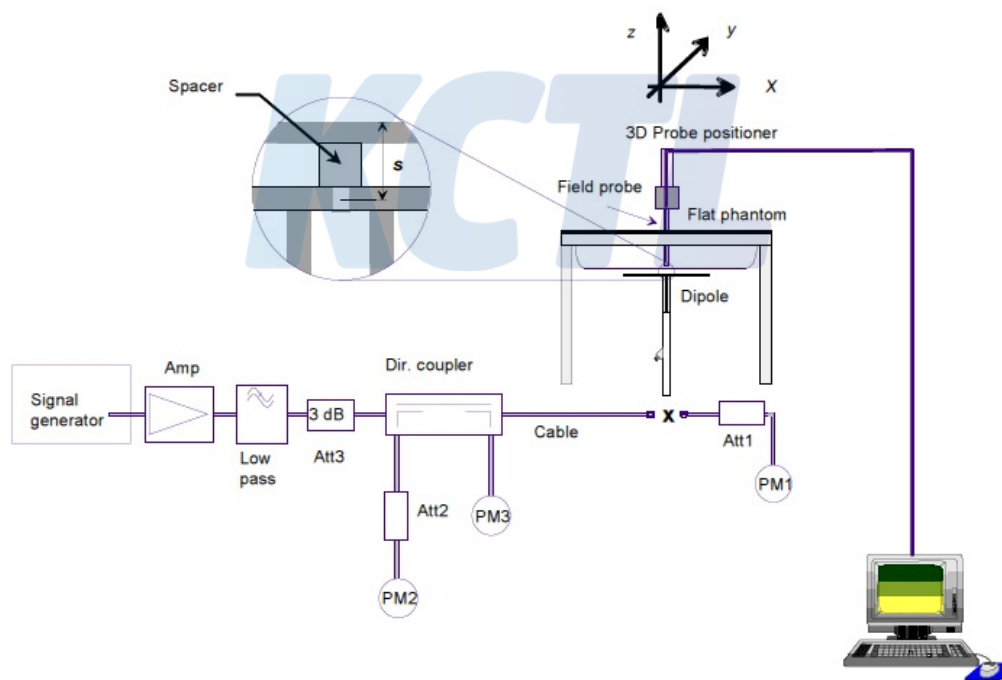 KCTL
z
y
X
Spacer
s
3D Probe positioner
Field probe
Flat phantom
Dipole
Signal
generator
Amp
Low
pass
3 dB
Att3
Dir. coupler
Cable
x
Att1
PM1
Att2
PM3
PM2